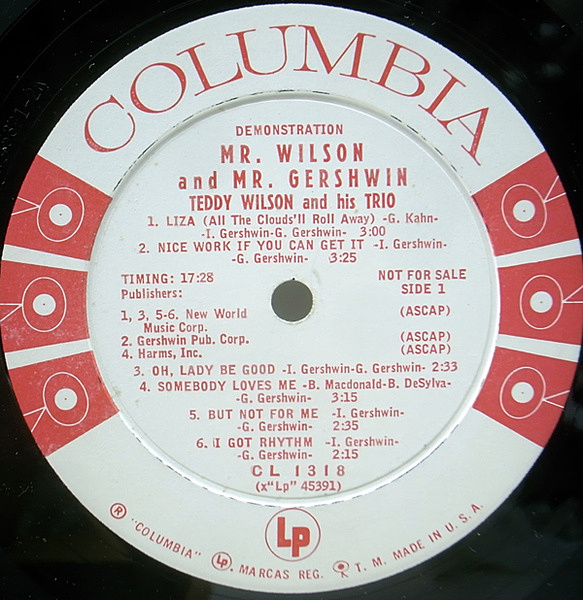 COLUMBIA
DEMONSTRATION
MR. WILSON
and MR. GERSHWIN
TEDDY WILSON and his TRIO
1. LIZA (All The Clouds'll Roll Away) -G. Kahn-
-I. Gershwin-G. Gershwin- 3:00
2. NICE WORK IF YOU CAN GET IT -I. Gershwin-
-G. Gershwin- 3:25
TIMING: 17:28
Publishers:
NOT FOR SALE
SIDE 1
1, 3, 5-6. New World
Music Corp.
(ASCAP)
2. Gershwin Pub. Corp. (ASCAP)
4. Harms, Inc. (ASCAP)
3. OH, LADY BE GOOD -I. Gershwin-G. Gershwin- 2:33
4. SOMEBODY LOVES ME -B. Macdonald-B. DeSylva-
-G. Gershwin- 3:15
5. BUT NOT FOR ME -I. Gershwin-
-G. Gershwin- 2:35
6. I GOT RHYTHM -I. Gershwin-
-G. Gershwin- 2:15
CL 1318
(x"Lp" 45391)
Lp
® "COLUMBIA" Lp. MARCAS REG. T. M. MADE IN U. S. A.